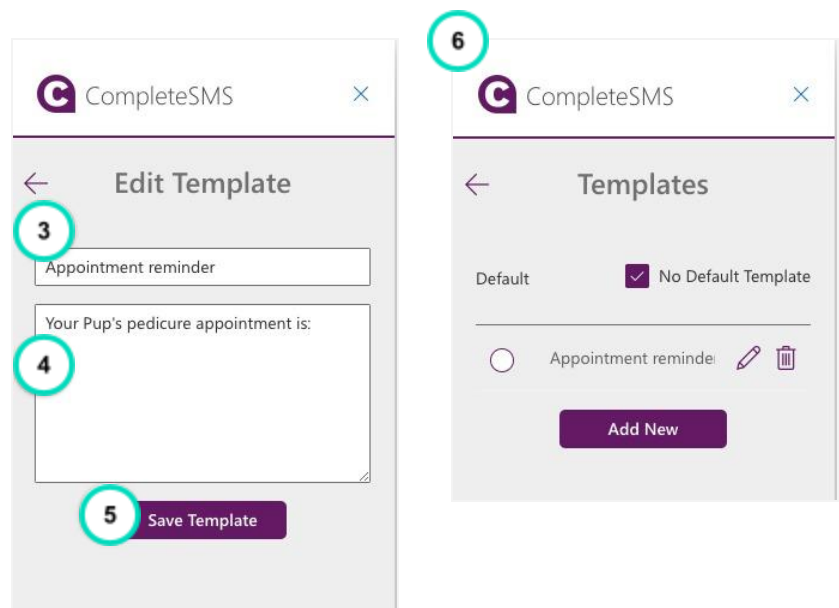 CompleteSMS
Edit Template
3
Appointment reminder
Your Pup's pedicure appointment is:
4
5
Save Template
6
CompleteSMS
Templates
Default
No Default Template
Appointment reminde
Add New